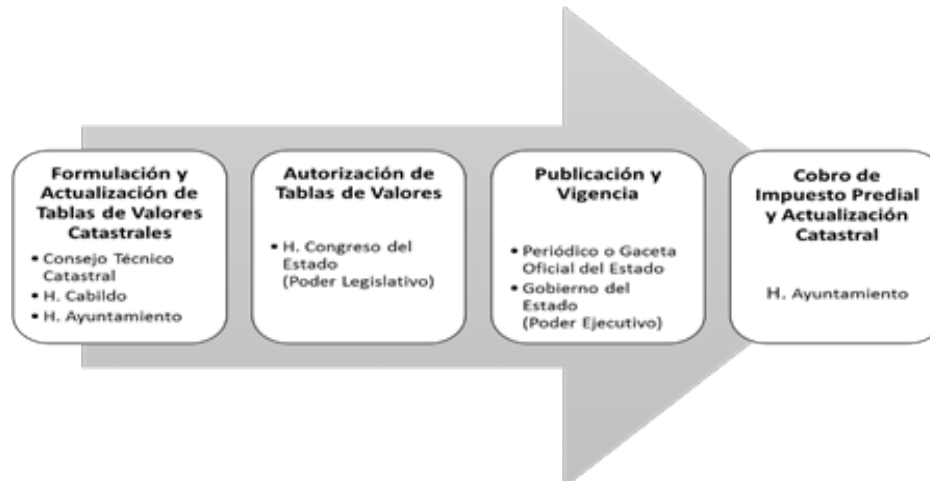 Formulación y
Actualización de
Tablas de Valores
Catastrales
• Consejo Técnico
Catastral
• H. Cabildo
• H. Ayuntamiento
Autorización de
Tablas de Valores
• H. Congreso del
Estado
(Poder Legislativo)
Publicación y
Vigencia
• Periódico o Gaceta
Oficial del Estado
• Gobierno del
Estado
(Poder Ejecutivo)
Cobro de
Impuesto Predial
y Actualización
Catastral
H. Ayuntamiento